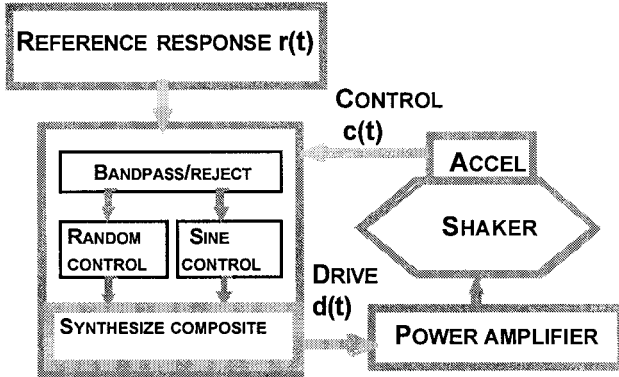 REFERENCE RESPONSE r(t)
CONTROL
c(t)
ACCEL
BANDPASS/REJECT
SHAKER
RANDOM
CONTROL
SINE
CONTROL
DRIVE
d(t)
SYNTHESIZE COMPOSITE
POWER AMPLIFIER